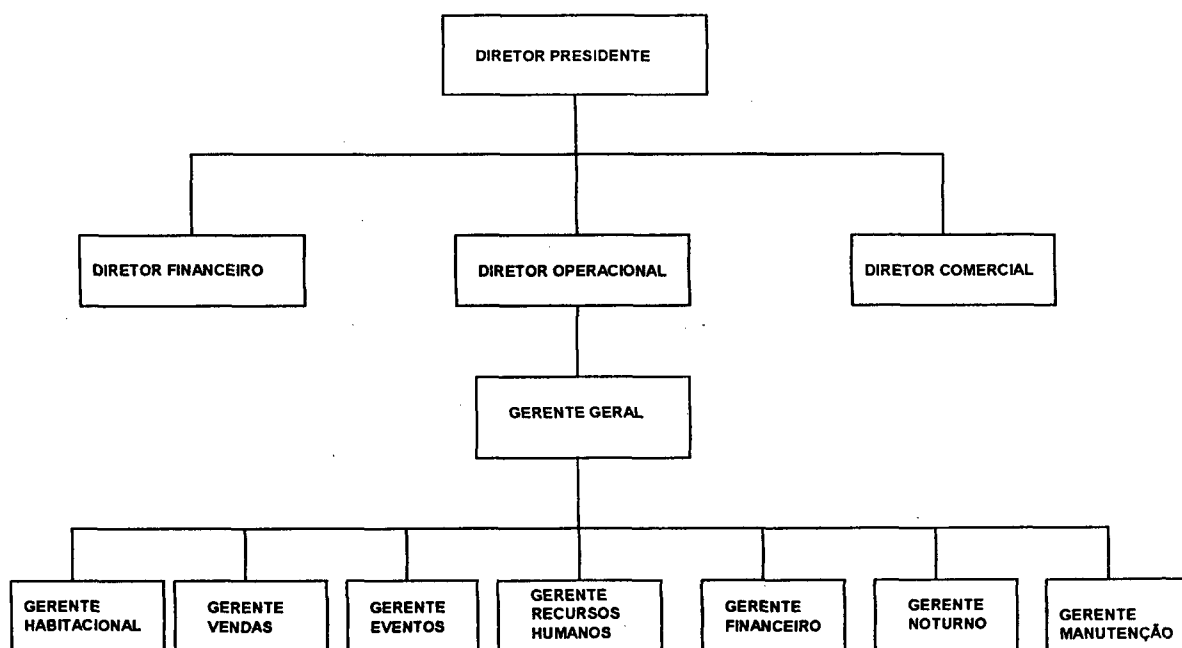 DIRETOR PRESIDENTE
DIRETOR FINANCEIRO
DIRETOR OPERACIONAL
DIRETOR COMERCIAL
GERENTE GERAL
GERENTE
HABITACIONAL
GERENTE
VENDAS
GERENTE
EVENTOS
GERENTE
RECURSOS
HUMANOS
GERENTE
FINANCEIRO
GERENTE
NOTURNO
GERENTE
MANUTENÇÃO